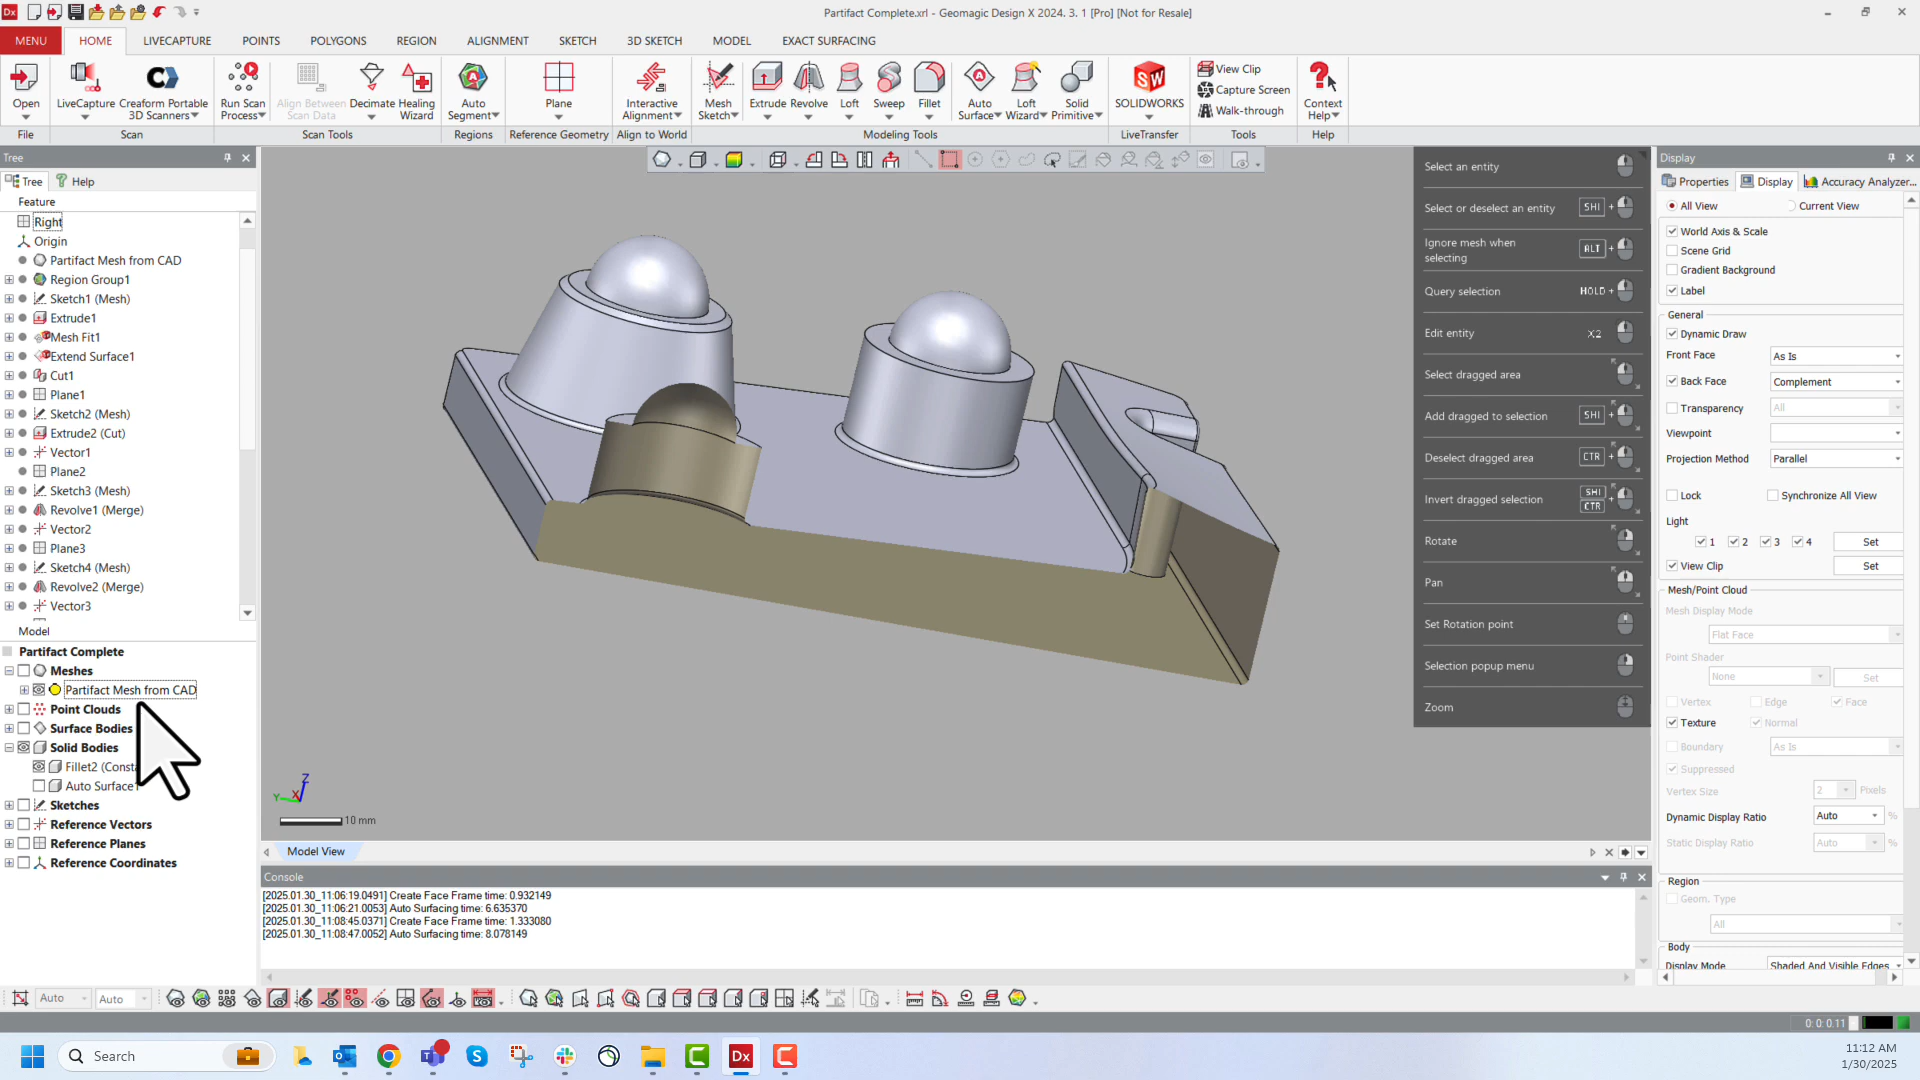 Dx
Partifact Complete.xrl - Geomagic Design X 2024. 3. 1 [Pro] [Not for Resale]
MENU HOME LIVECAPTURE POINTS POLYGONS REGION ALIGNMENT SKETCH 3D SKETCH MODEL EXACT SURFACING
Open
LiveCapture
Creaform Portable 3D Scanners
Run Scan Process
Align Between Scan Data
Decimate
Healing Wizard
Auto Segment
Plane
Interactive Alignment
Mesh Sketch
Extrude
Revolve
Loft
Sweep
Fillet
Auto Surface
Loft Wizard
Solid Primitive
SW
SOLIDWORKS
View Clip
Capture Screen
Walk-through
Context Help
File Scan Scan Tools Regions Reference Geometry Align to World Modeling Tools LiveTransfer Tools Help
Tree
Tree Help
Feature
Right
Origin
Partifact Mesh from CAD
Region Group1
Sketch1 (Mesh)
Extrude1
Mesh Fit1
Extend Surface1
Cut1
Plane1
Sketch2 (Mesh)
Extrude2 (Cut)
Vector1
Plane2
Sketch3 (Mesh)
Revolve1 (Merge)
Vector2
Plane3
Sketch4 (Mesh)
Revolve2 (Merge)
Vector3
Model
Partifact Complete
Meshes
Partifact Mesh from CAD
Point Clouds
Surface Bodies
Solid Bodies
Fillet2 (Consta
Auto Surface1
Sketches
Reference Vectors
Reference Planes
Reference Coordinates
Z
Y X
10 mm
Select an entity
Select or deselect an entity SHI +
Ignore mesh when selecting ALT +
Query selection HOLD +
Edit entity X2
Select dragged area
Add dragged to selection SHI +
Deselect dragged area CTR +
Invert dragged selection SHI CTR +
Rotate
Pan
Set Rotation point
Selection popup menu
Zoom
Model View
Console
[2025.01.30_11:06:19.0491] Create Face Frame time: 0.932149
[2025.01.30_11:06:21.0053] Auto Surfacing time: 6.635370
[2025.01.30_11:08:45.0371] Create Face Frame time: 1.333080
[2025.01.30_11:08:47.0052] Auto Surfacing time: 8.078149
Display
Properties Display Accuracy Analyzer...
All View Current View
World Axis & Scale
Scene Grid
Gradient Background
Label
General
Dynamic Draw
Front Face As Is
Back Face Complement
Transparency All
Viewpoint
Projection Method Parallel
Lock Synchronize All View
Light
1 2 3 4 Set
View Clip Set
Mesh/Point Cloud
Mesh Display Mode
Flat Face
Point Shader
None Set
Vertex Edge Face
Texture Normal
Boundary As Is
Suppressed
Vertex Size 2 Pixels
Dynamic Display Ratio Auto %
Static Display Ratio Auto %
Region
Geom. Type
All
Body
Display Mode Shaded And Visible Edges
Auto Auto
0: 0: 0.11
Search
Dx
11:12 AM
1/30/2025